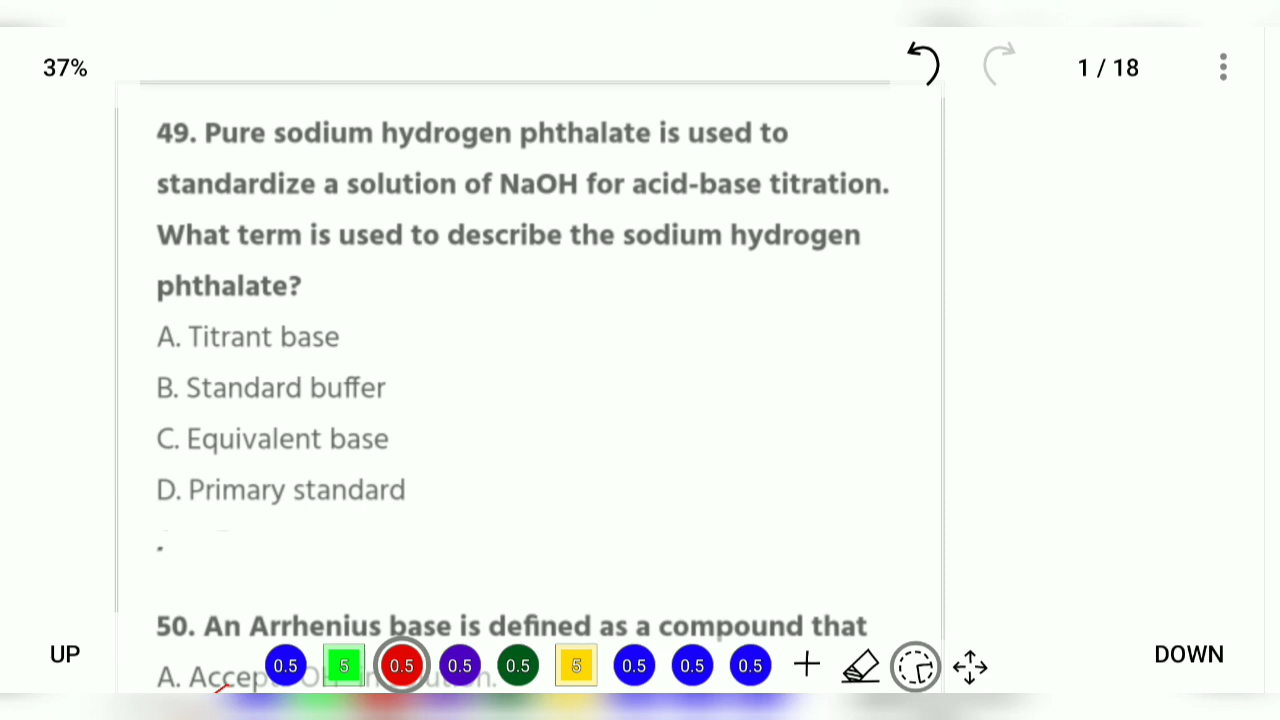 37%
1 / 18
49. Pure sodium hydrogen phthalate is used to
standardize a solution of NaOH for acid-base titration.
What term is used to describe the sodium hydrogen
phthalate?
A. Titrant base
B. Standard buffer
C. Equivalent base
D. Primary standard
50. An Arrhenius base is defined as a compound that
UP
0.5 5 0.5 0.5 0.5 5 0.5 0.5 0.5
DOWN
A.